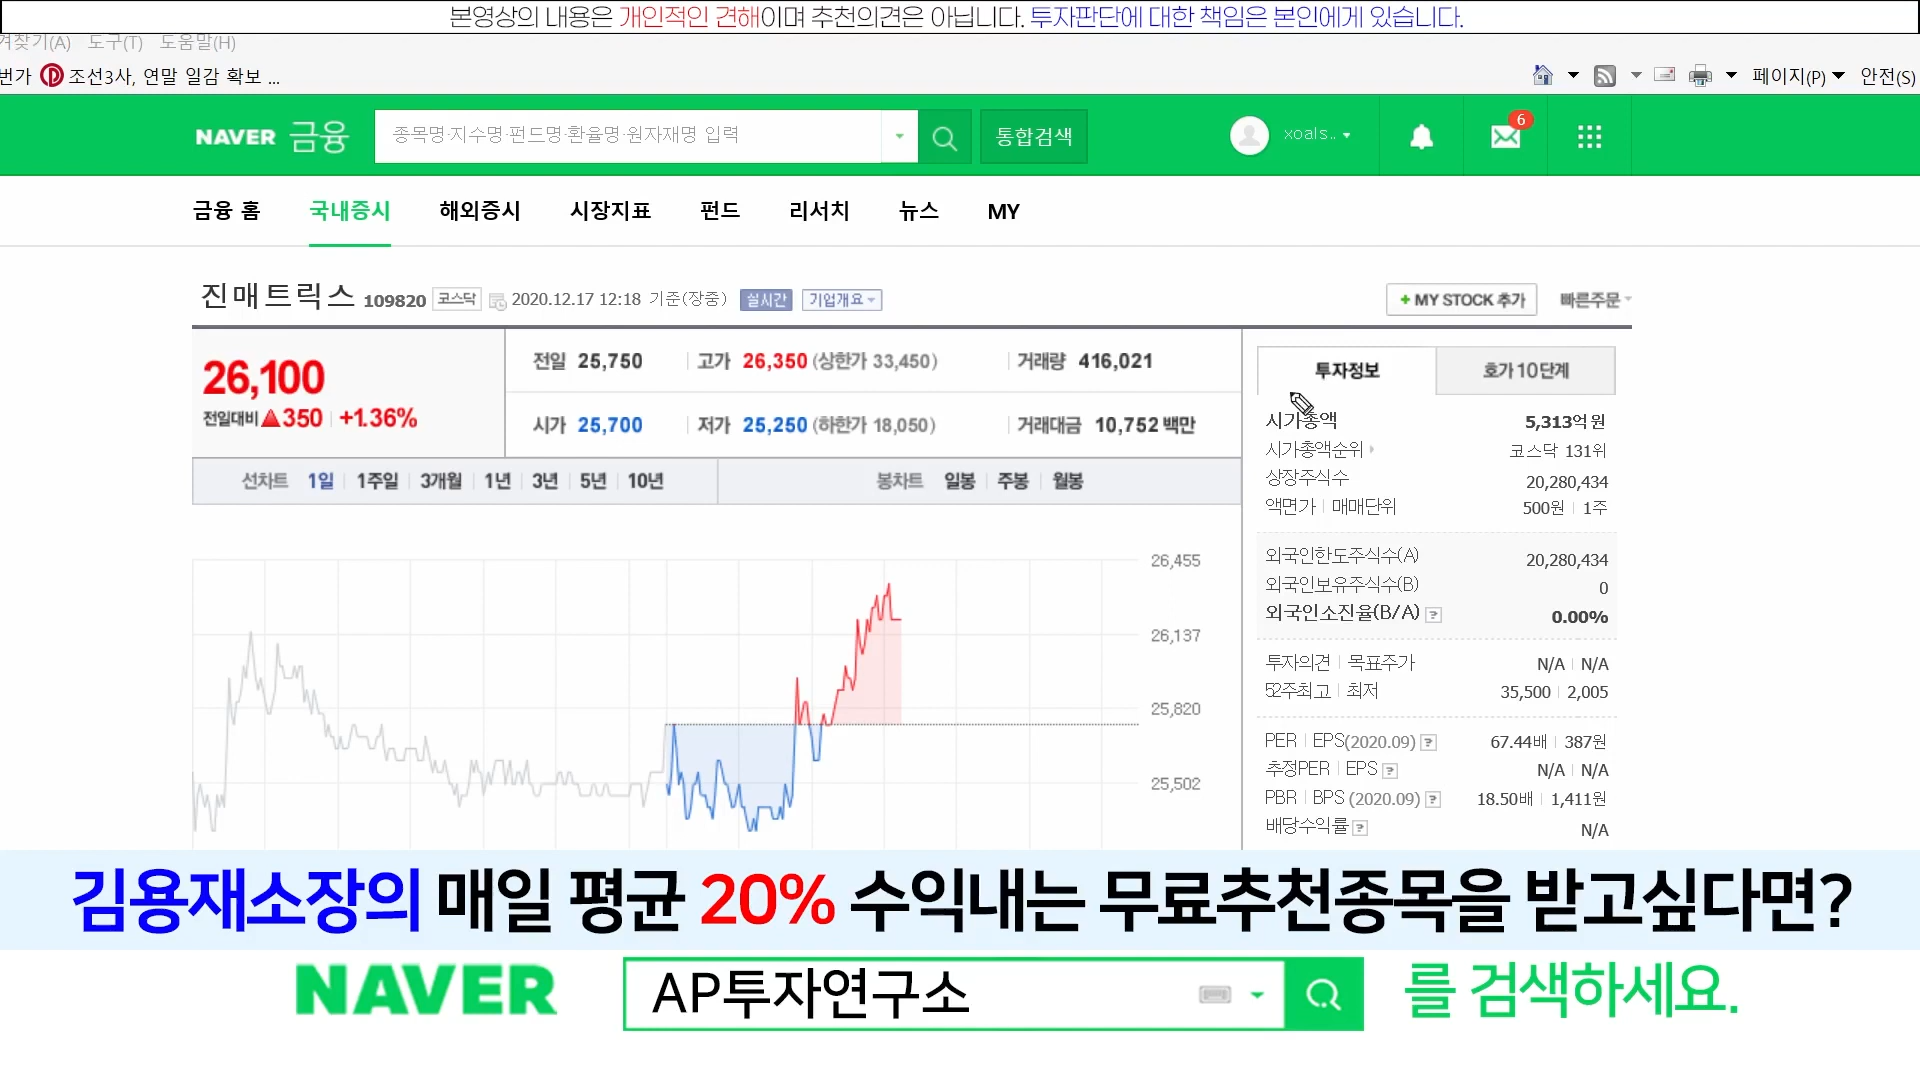 본영상의 내용은 개인적인 견해이며 추천의견은 아닙니다. 투자판단에 대한 책임은 본인에게 있습니다.
겨찾기(A) 도구(T) 도움말(H)
번가 조선3사, 연말 일감 확보 ...
페이지(P) 안전(S)
NAVER 금융
종목명·지수명·펀드명·환율명·원자재명 입력
통합검색
xoals..
6
금융 홈 국내증시 해외증시 시장지표 펀드 리서치 뉴스 MY
진매트릭스 109820 코스닥 2020.12.17 12:18 기준(장중) 실시간 기업개요
+ MY STOCK 추가 빠른주문
26,100
전일대비 ▲350 +1.36%
전일 25,750 고가 26,350 (상한가 33,450) 거래량 416,021
시가 25,700 저가 25,250 (하한가 18,050) 거래대금 10,752 백만
선차트 1일 1주일 3개월 1년 3년 5년 10년
봉차트 일봉 주봉 월봉
26,455
26,137
25,820
25,502
투자정보 호가 10단계
시가총액 5,313억 원
시가총액순위 코스닥 131위
상장주식수 20,280,434
액면가 매매단위 500원 1주
외국인한도주식수(A) 20,280,434
외국인보유주식수(B) 0
외국인소진율(B/A) ? 0.00%
투자의견 목표주가 N/A N/A
52주최고 최저 35,500 2,005
PER EPS(2020.09) ? 67.44배 387원
추정PER EPS ? N/A N/A
PBR BPS (2020.09) ? 18.50배 1,411원
배당수익률 ? N/A
김용재소장의 매일 평균 20% 수익내는 무료추천종목을 받고싶다면?
NAVER AP투자연구소 를 검색하세요.